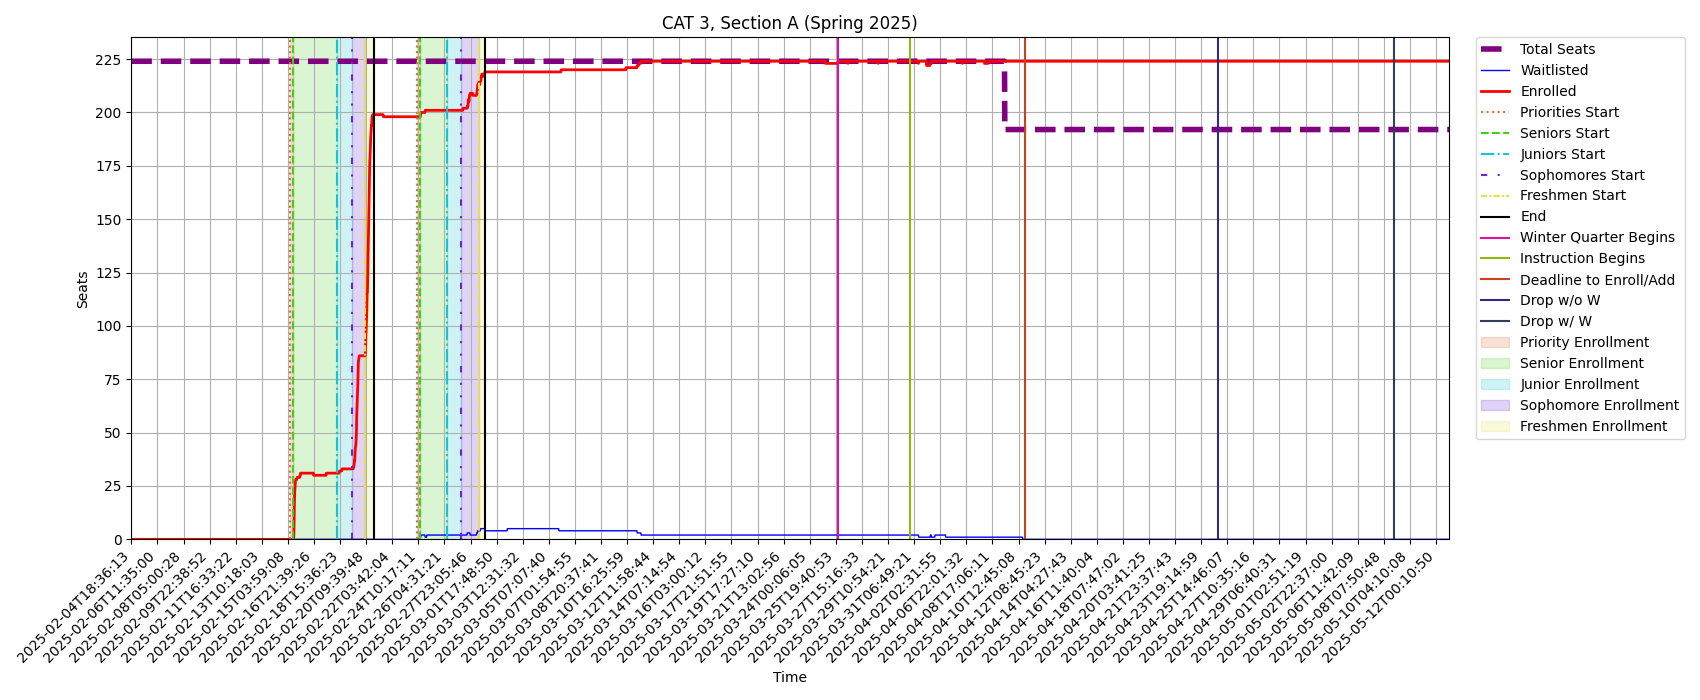 CAT 3, Section A (Spring 2025)
Seats
225
200
175
150
125
100
75
50
25
0
2025-02-04T18:36:13
2025-02-06T11:35:00
2025-02-08T05:00:28
2025-02-09T22:38:52
2025-02-11T16:33:22
2025-02-13T10:18:03
2025-02-15T03:59:08
2025-02-16T21:39:26
2025-02-18T15:36:23
2025-02-20T09:39:48
2025-02-22T03:42:04
2025-02-24T10:17:11
2025-02-26T04:31:21
2025-02-27T23:05:46
2025-03-01T17:48:50
2025-03-03T12:31:32
2025-03-05T07:07:40
2025-03-07T01:54:55
2025-03-08T20:37:41
2025-03-10T16:25:59
2025-03-12T11:58:44
2025-03-14T07:14:54
2025-03-16T03:00:12
2025-03-17T21:51:55
2025-03-19T17:27:10
2025-03-21T13:02:56
2025-03-24T00:06:05
2025-03-25T19:40:53
2025-03-27T15:16:33
2025-03-29T10:54:21
2025-03-31T06:49:21
2025-04-02T02:31:55
2025-04-06T22:01:32
2025-04-08T17:06:11
2025-04-10T12:45:08
2025-04-12T08:45:23
2025-04-14T04:27:43
2025-04-16T11:40:04
2025-04-18T07:47:02
2025-04-20T03:41:25
2025-04-21T23:37:43
2025-04-23T19:14:59
2025-04-25T14:46:07
2025-04-27T10:35:16
2025-04-29T06:40:31
2025-05-01T02:51:19
2025-05-02T22:37:00
2025-05-06T11:42:09
2025-05-08T07:50:48
2025-05-10T04:10:08
2025-05-12T00:10:50
Time
Total Seats
Waitlisted
Enrolled
Priorities Start
Seniors Start
Juniors Start
Sophomores Start
Freshmen Start
End
Winter Quarter Begins
Instruction Begins
Deadline to Enroll/Add
Drop w/o W
Drop w/ W
Priority Enrollment
Senior Enrollment
Junior Enrollment
Sophomore Enrollment
Freshmen Enrollment